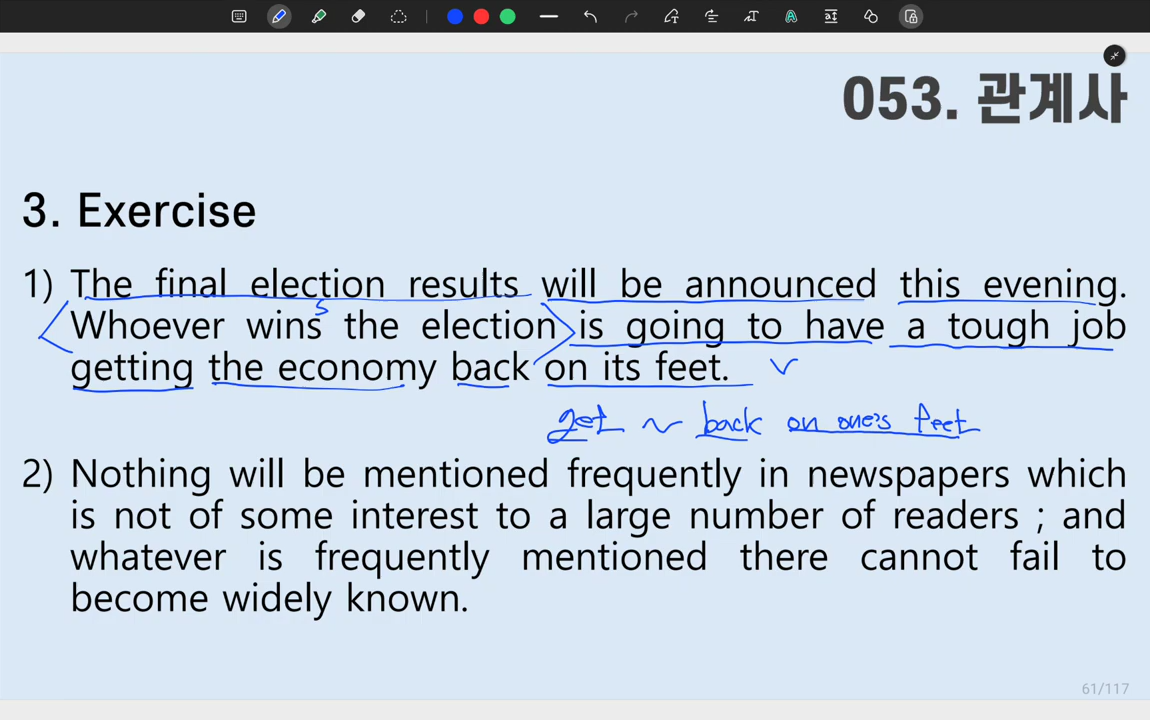 053. 관계사
3. Exercise
1) The final election results will be announced this evening.
Whoever wins the election is going to have a tough job
s
getting the economy back on its feet. v
get ~ back on one's feet
2) Nothing will be mentioned frequently in newspapers which
is not of some interest to a large number of readers ; and
whatever is frequently mentioned there cannot fail to
become widely known.
61/117